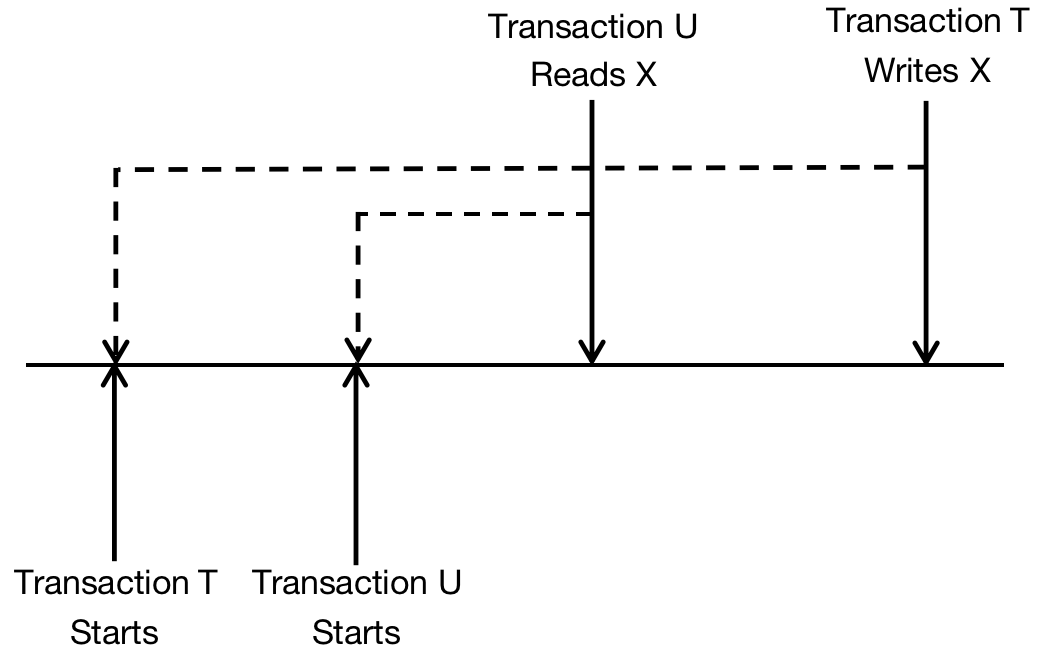 Transaction U
Reads X
Transaction T
Writes X
Transaction T
Starts
Transaction U
Starts